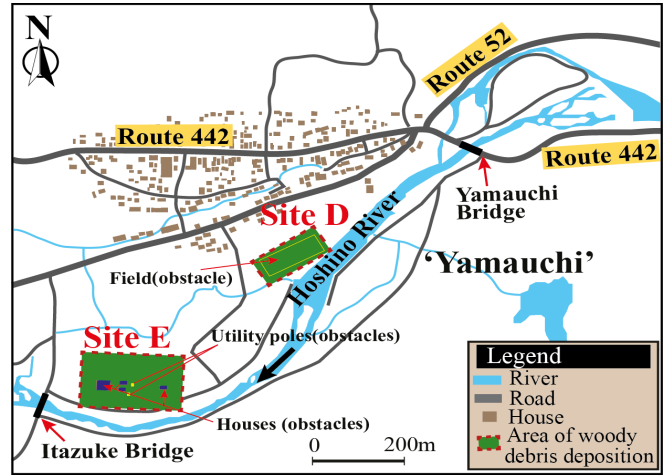 N
Route 52
Route 442
Route 442
Yamauchi
Bridge
Site D
Hoshino River
Field(obstacle)
‘Yamauchi’
Site E
Utility poles(obstacles)
Houses (obstacles)
Itazuke Bridge
0 200m
Legend
River
Road
House
Area of woody
debris deposition